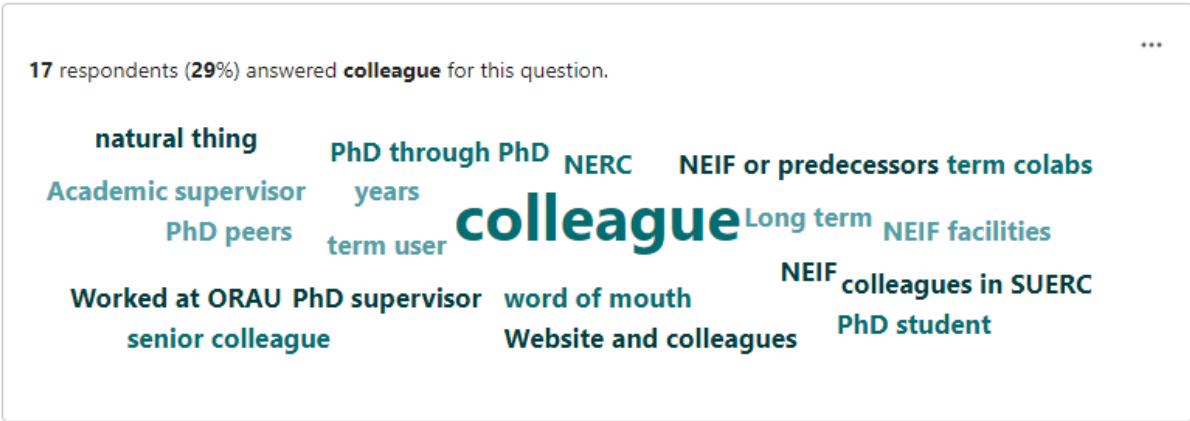 ...
17 respondents (29%) answered colleague for this question.
natural thing
PhD through PhD
NERC
NEIF or predecessors
term colabs
Academic supervisor
years
colleague
Long term
PhD peers
term user
NEIF facilities
NEIF
colleagues in SUERC
Worked at ORAU
PhD supervisor
word of mouth
PhD student
senior colleague
Website and colleagues